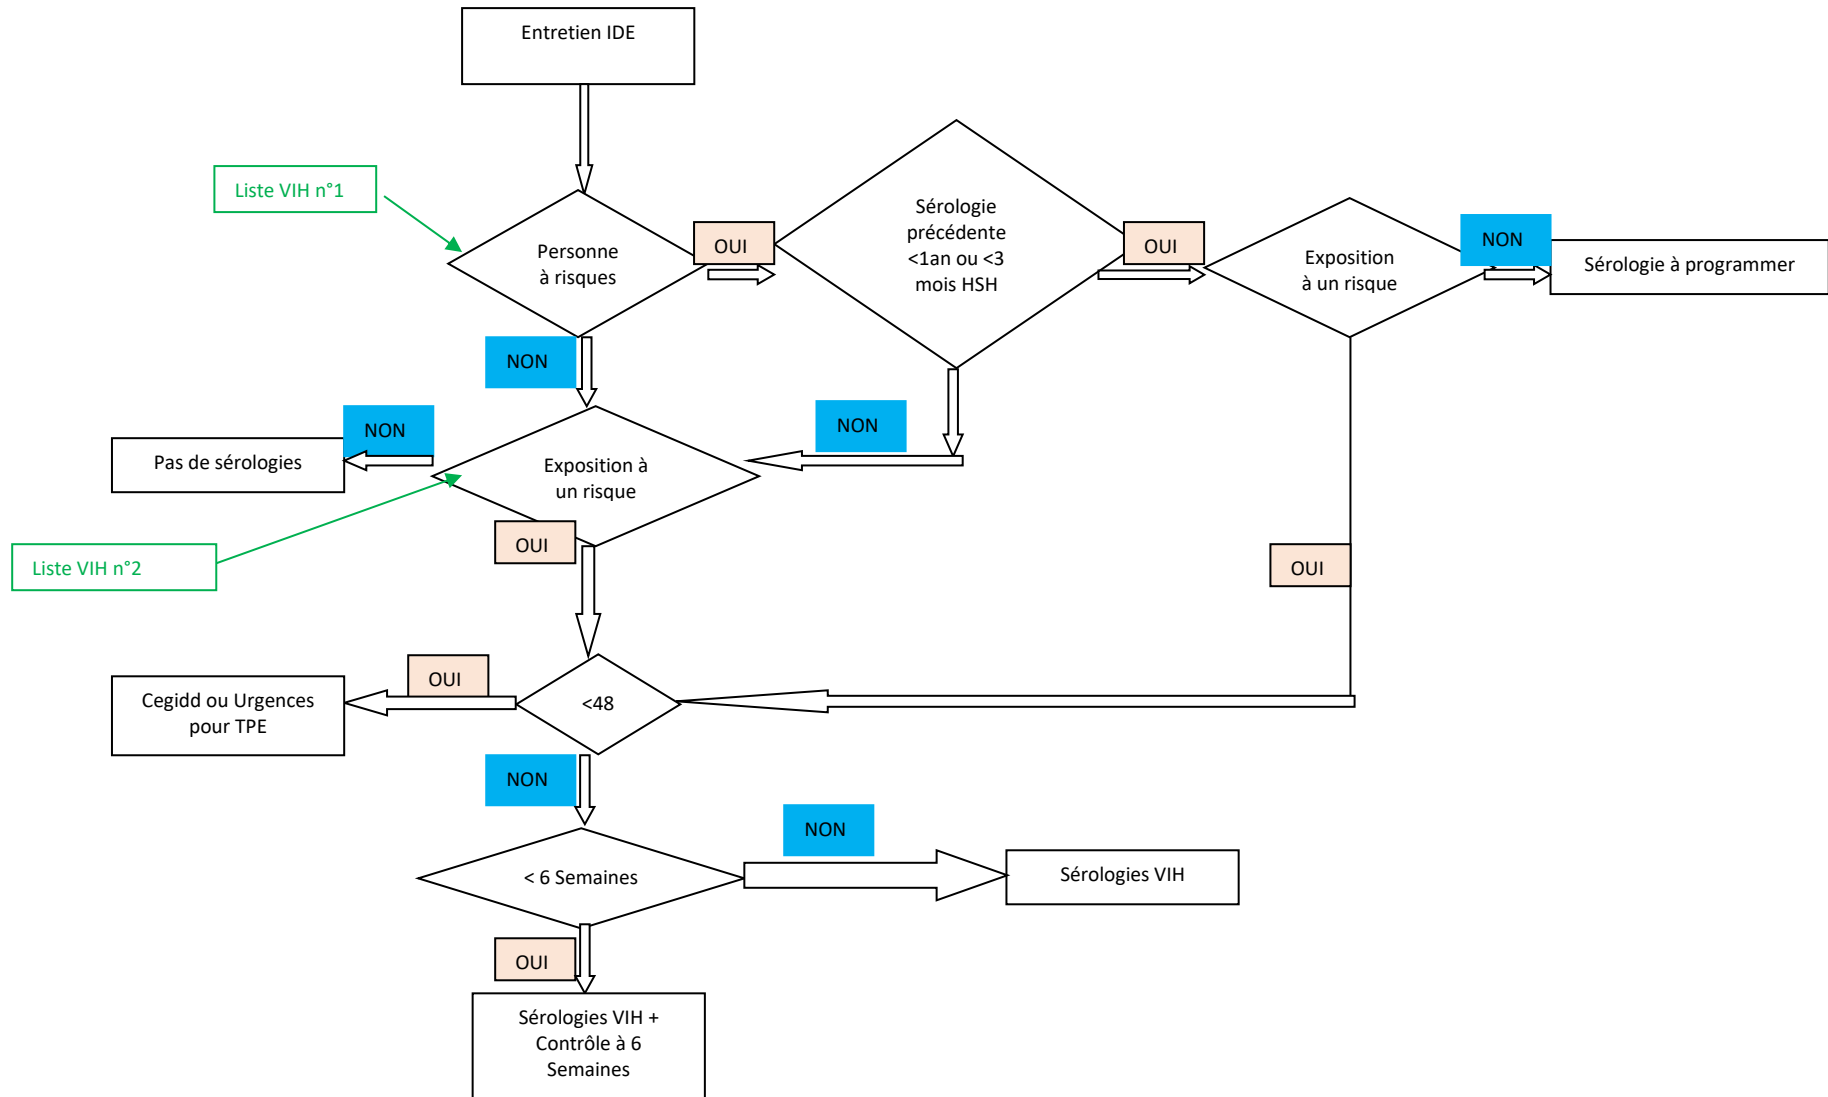 Entretien IDE
Liste VIH n°1
Personne
à risques
OUI
Sérologie
précédente
<1an ou <3
mois HSH
OUI
Exposition
à un risque
NON
Sérologie à programmer
NON
NON
Pas de sérologies
NON
Exposition à
un risque
OUI
Liste VIH n°2
OUI
Cegidd ou Urgences
pour TPE
OUI
<48
NON
< 6 Semaines
NON
Sérologies VIH
OUI
Sérologies VIH +
Contrôle à 6
Semaines